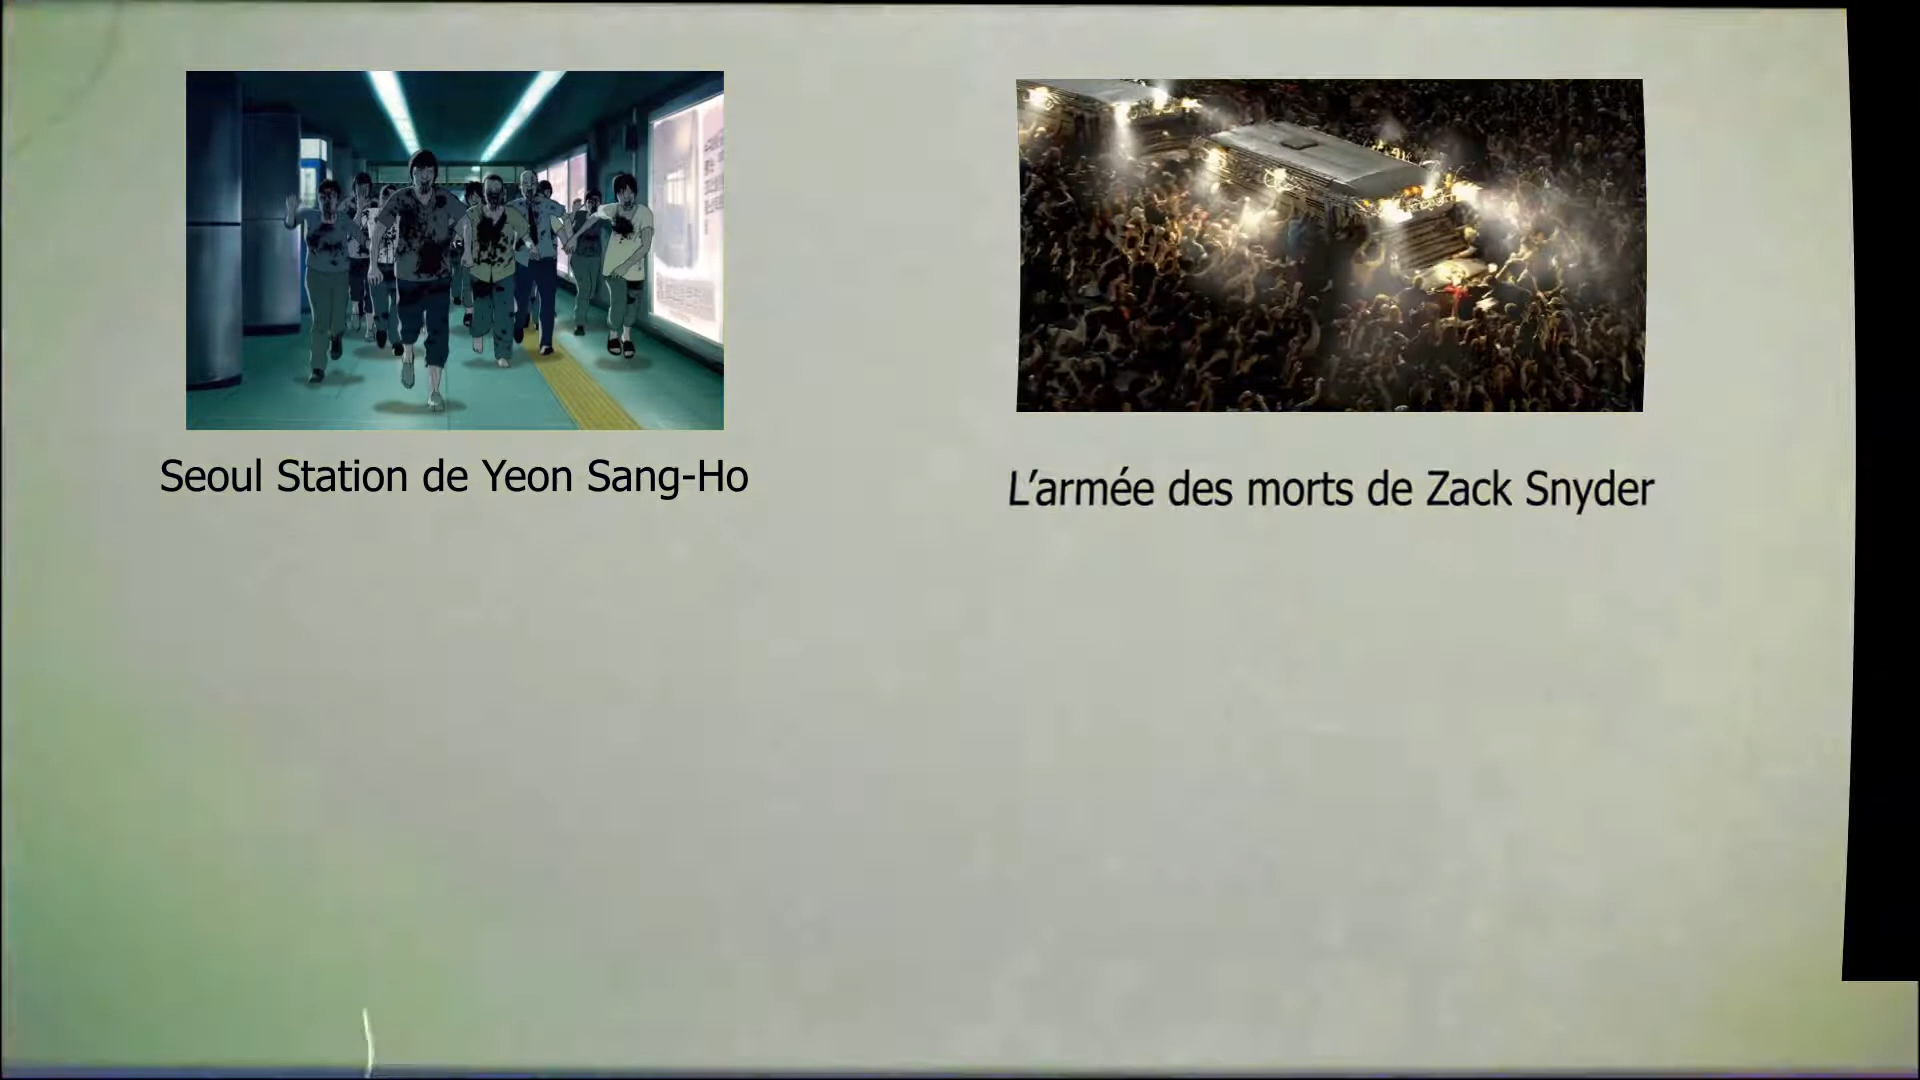 Seoul Station de Yeon Sang-Ho
L'armée des morts de Zack Snyder